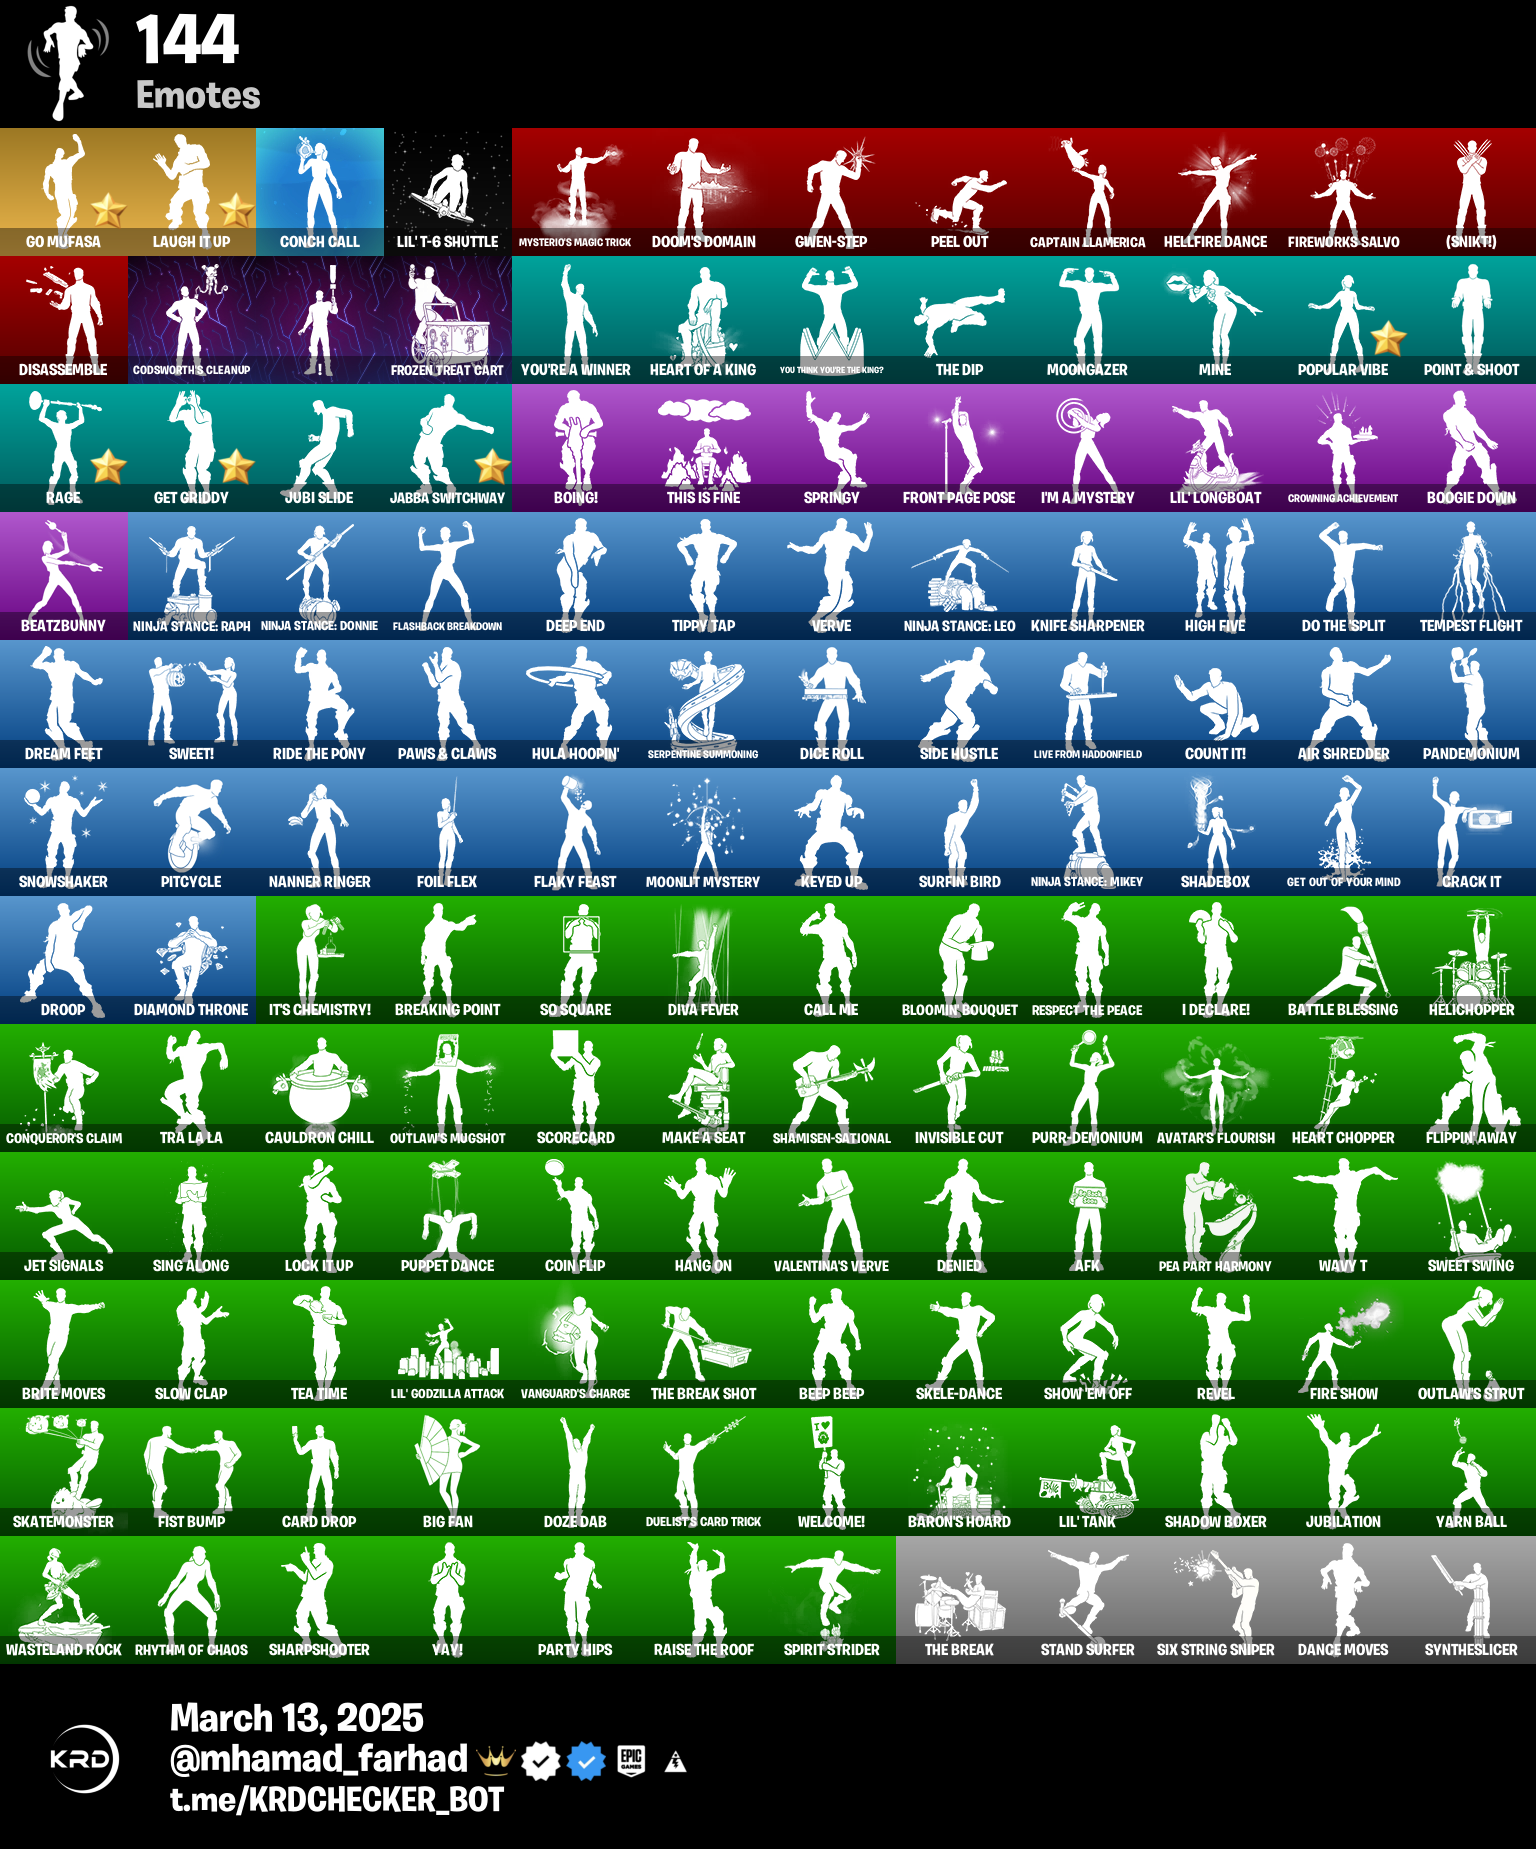 144
Emotes
GO MUFASA
LAUGH IT UP
CONCH CALL
LIL' T-6 SHUTTLE
MYSTERIO'S MAGIC TRICK
DOOM'S DOMAIN
GWEN-STEP
PEEL OUT
CAPTAIN LLAMERICA
HELLFIRE DANCE
FIREWORKS SALVO
(SNIKT!)
DISASSEMBLE
CODSWORTH'S CLEANUP
!
FROZEN TREAT CART
YOU'RE A WINNER
HEART OF A KING
YOU THINK YOU'RE THE KING?
THE DIP
MOONGAZER
MINE
POPULAR VIBE
POINT & SHOOT
RAGE
GET GRIDDY
JUBI SLIDE
JABBA SWITCHWAY
BOING!
THIS IS FINE
SPRINGY
FRONT PAGE POSE
I'M A MYSTERY
LIL' LONGBOAT
CROWNING ACHIEVEMENT
BOOGIE DOWN
BEATZBUNNY
NINJA STANCE: RAPH
NINJA STANCE: DONNIE
FLASHBACK BREAKDOWN
DEEP END
TIPPY TAP
VERVE
NINJA STANCE: LEO
KNIFE SHARPENER
HIGH FIVE
DO THE SPLIT
TEMPEST FLIGHT
DREAM FEET
SWEET!
RIDE THE PONY
PAWS & CLAWS
HULA HOOPIN'
SERPENTINE SUMMONING
DICE ROLL
SIDE HUSTLE
LIVE FROM HADDONFIELD
COUNT IT!
AIR SHREDDER
PANDEMONIUM
SNOWSHAKER
PITCYCLE
NANNER RINGER
FOIL FLEX
FLAKY FEAST
MOONLIT MYSTERY
KEYED UP
SURFIN' BIRD
NINJA STANCE: MIKEY
SHADEBOX
GET OUT OF YOUR MIND
CRACK IT
DROOP
DIAMOND THRONE
IT'S CHEMISTRY!
BREAKING POINT
SO SQUARE
DIVA FEVER
CALL ME
BLOOMIN' BOUQUET
RESPECT THE PEACE
I DECLARE!
BATTLE BLESSING
HELICHOPPER
CONQUEROR'S CLAIM
TRA LA LA
CAULDRON CHILL
OUTLAW'S MUGSHOT
SCORECARD
MAKE A SEAT
SHAMISEN-SATIONAL
INVISIBLE CUT
PURR-DEMONIUM
AVATAR'S FLOURISH
HEART CHOPPER
FLIPPIN' AWAY
JET SIGNALS
SING ALONG
LOCK IT UP
PUPPET DANCE
COIN FLIP
HANG ON
VALENTINA'S VERVE
DENIED
Be Back Soon
AFK
PEA PART HARMONY
WAVY T
SWEET SWING
BRITE MOVES
SLOW CLAP
TEA TIME
LIL' GODZILLA ATTACK
VANGUARD'S CHARGE
THE BREAK SHOT
BEEP BEEP
SKELE-DANCE
SHOW 'EM OFF
REVEL
FIRE SHOW
OUTLAW'S STRUT
SKATEMONSTER
FIST BUMP
CARD DROP
BIG FAN
DOZE DAB
DUELIST'S CARD TRICK
WELCOME!
BARON'S HOARD
LIL' TANK
SHADOW BOXER
JUBILATION
YARN BALL
WASTELAND ROCK
RHYTHM OF CHAOS
SHARPSHOOTER
YAY!
PARTY HIPS
RAISE THE ROOF
SPIRIT STRIDER
THE BREAK
STAND SURFER
SIX STRING SNIPER
DANCE MOVES
SYNTHESLICER
KRD
March 13, 2025
@mhamad_farhad
EPIC GAMES
t.me/KRDCHECKER_BOT